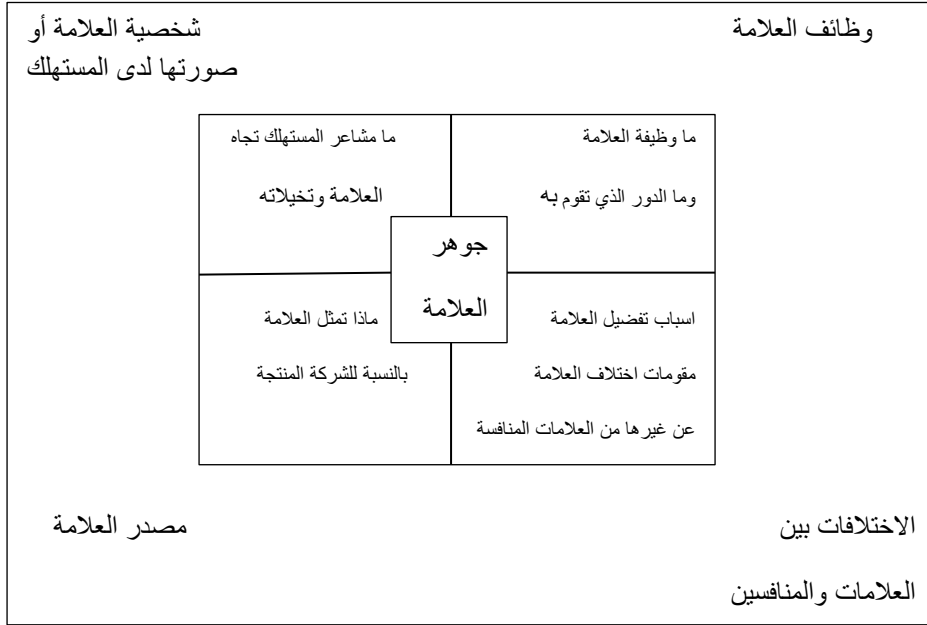 وظائف العلامة
شخصية العلامة أو
صورتها لدى المستهلك
ما وظيفة العلامة
وما الدور الذي تقوم به
ما مشاعر المستهلك تجاه
العلامة وتخيلاته
جوهر
العلامة
اسباب تفضيل العلامة
مقومات اختلاف العلامة
عن غيرها من العلامات المنافسة
ماذا تمثل العلامة
بالنسبة للشركة المنتجة
الاختلافات بين
العلامات والمنافسين
مصدر العلامة